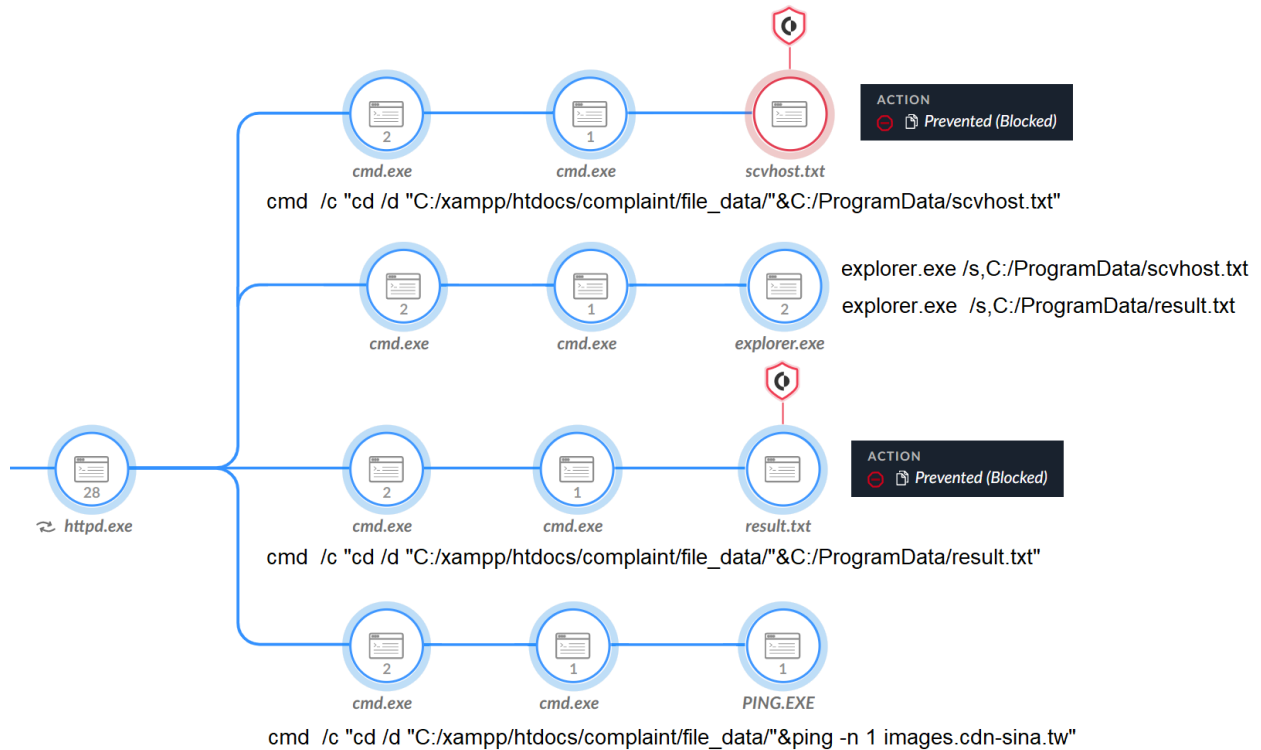 ACTION
Prevented (Blocked)
2
1
cmd.exe
cmd.exe
scvhost.txt
cmd  /c "cd /d "C:/xampp/htdocs/complaint/file_data/"&C:/ProgramData/scvhost.txt"
explorer.exe /s,C:/ProgramData/scvhost.txt
explorer.exe  /s,C:/ProgramData/result.txt
2
1
2
cmd.exe
cmd.exe
explorer.exe
28
httpd.exe
ACTION
Prevented (Blocked)
2
1
cmd.exe
cmd.exe
result.txt
cmd  /c "cd /d "C:/xampp/htdocs/complaint/file_data/"&C:/ProgramData/result.txt"
2
1
1
cmd.exe
cmd.exe
PING.EXE
cmd  /c "cd /d "C:/xampp/htdocs/complaint/file_data/"&ping -n 1 images.cdn-sina.tw"